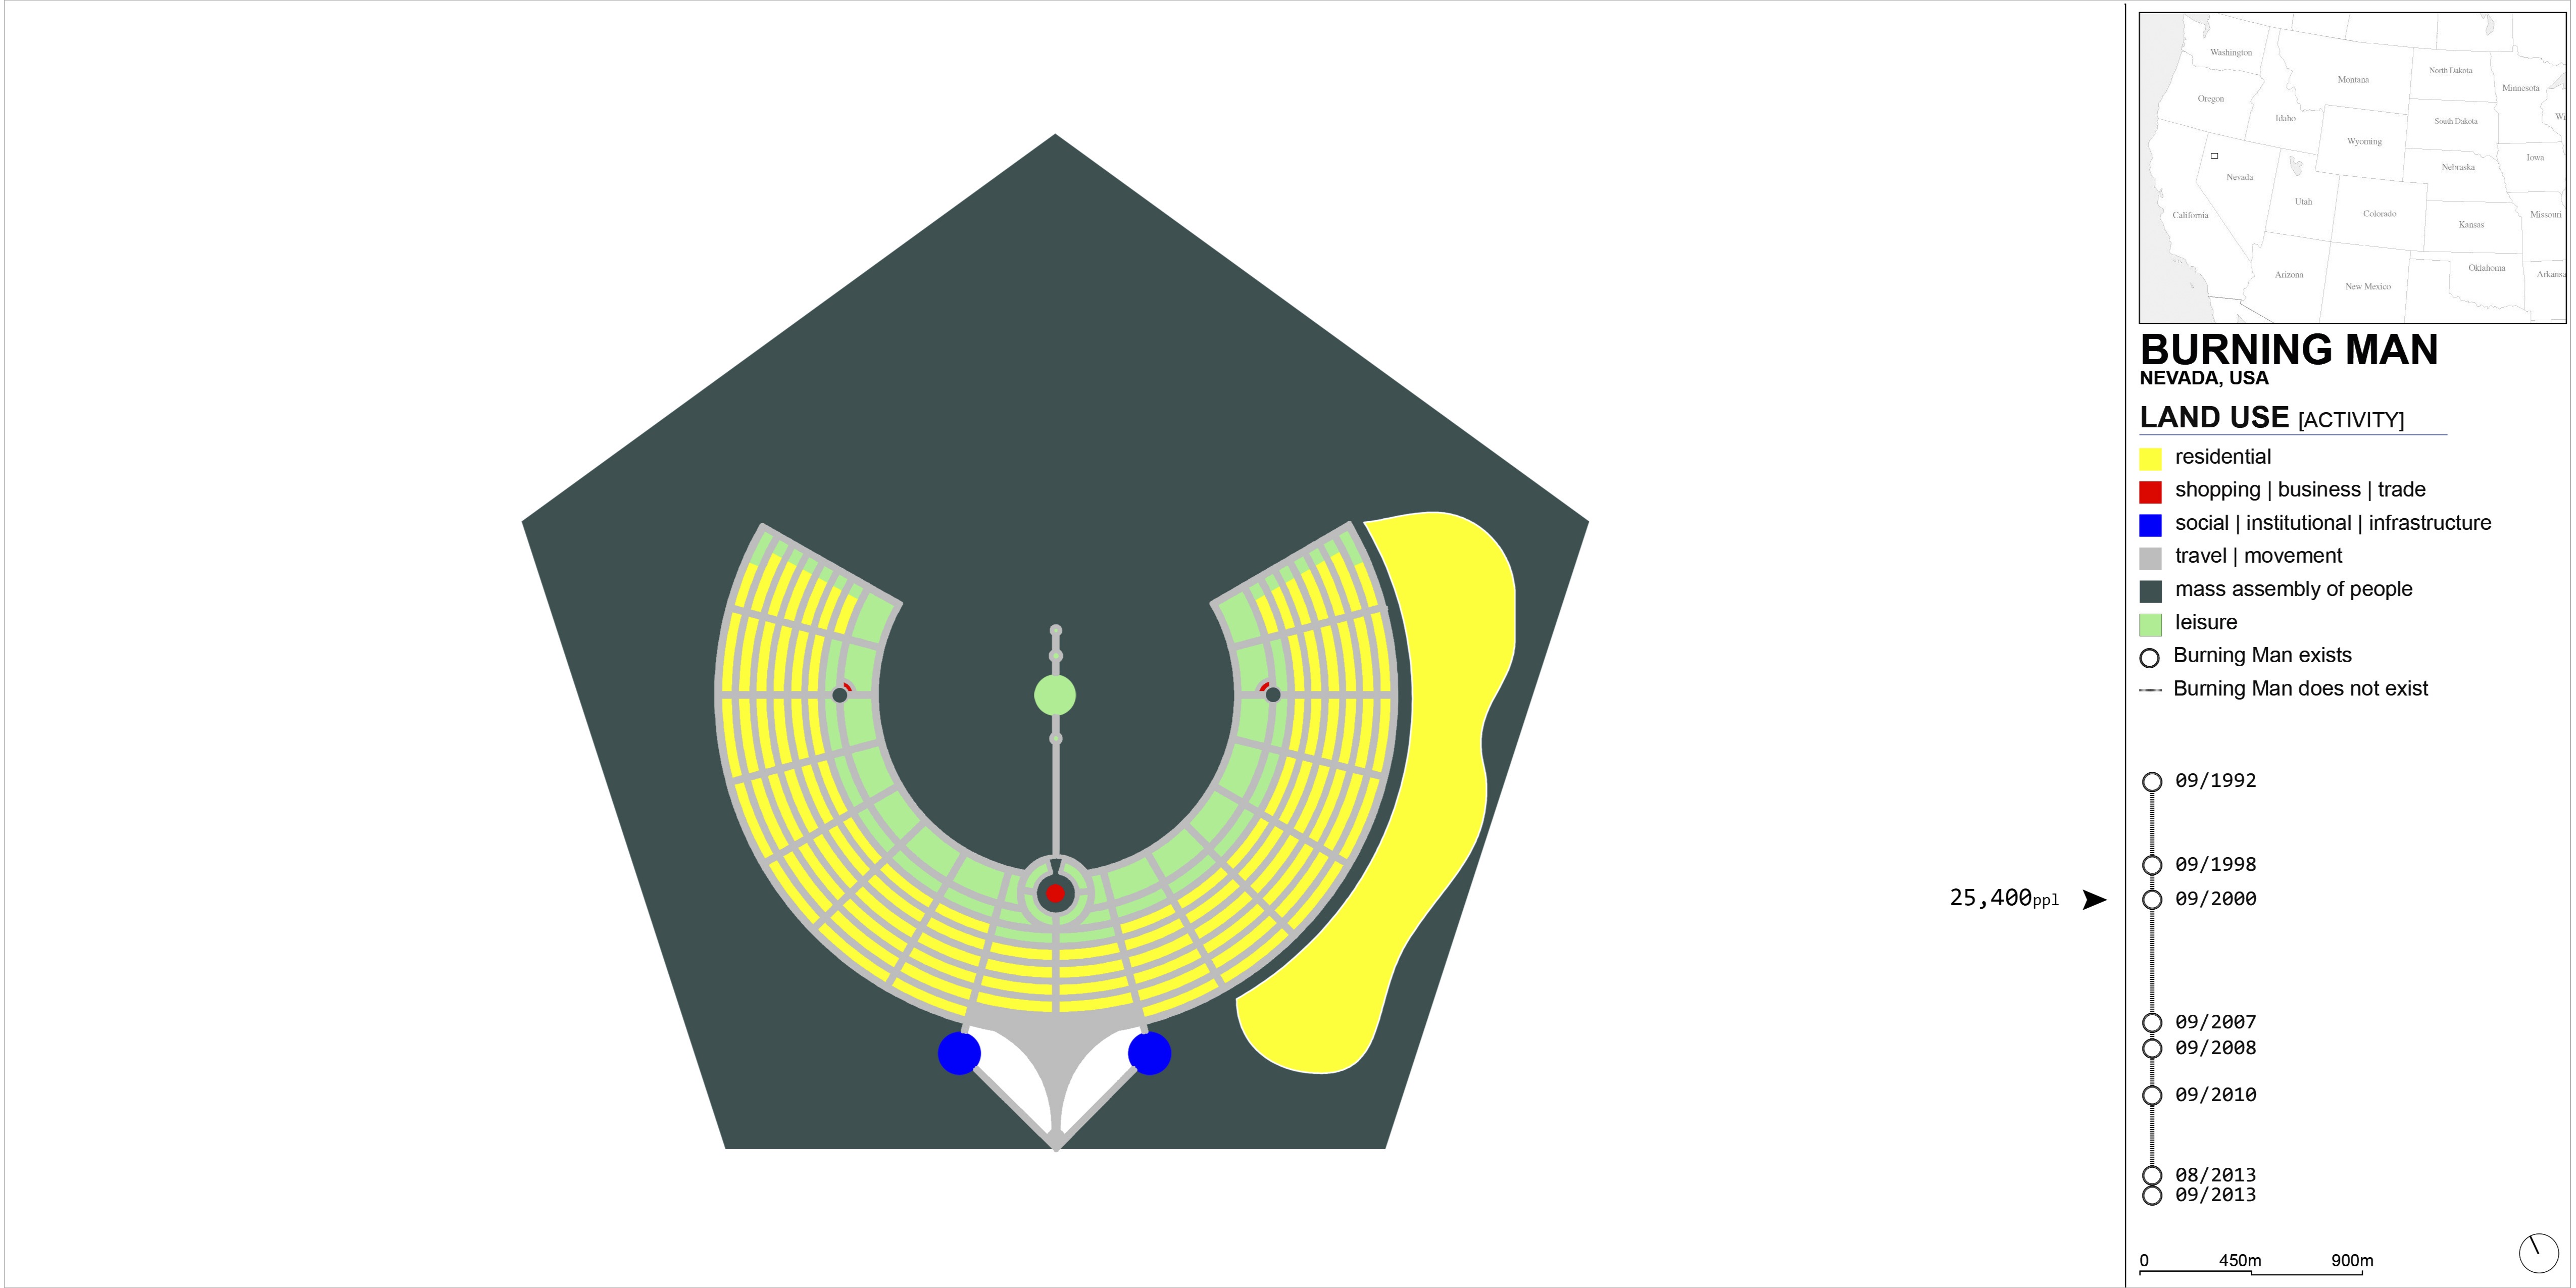 Washington
Montana
North Dakota
Minnesota
Oregon
Idaho
South Dakota
Wi
Wyoming
Nebraska
Iowa
Nevada
Utah
Colorado
Kansas
Missouri
California
Arizona
New Mexico
Oklahoma
Arkansa
BURNING MAN
NEVADA, USA
LAND USE [ACTIVITY]
residential
shopping | business | trade
social | institutional | infrastructure
travel | movement
mass assembly of people
leisure
Burning Man exists
Burning Man does not exist
09/1992
09/1998
25,400ppl
09/2000
09/2007
09/2008
09/2010
08/2013
09/2013
0 450m 900m